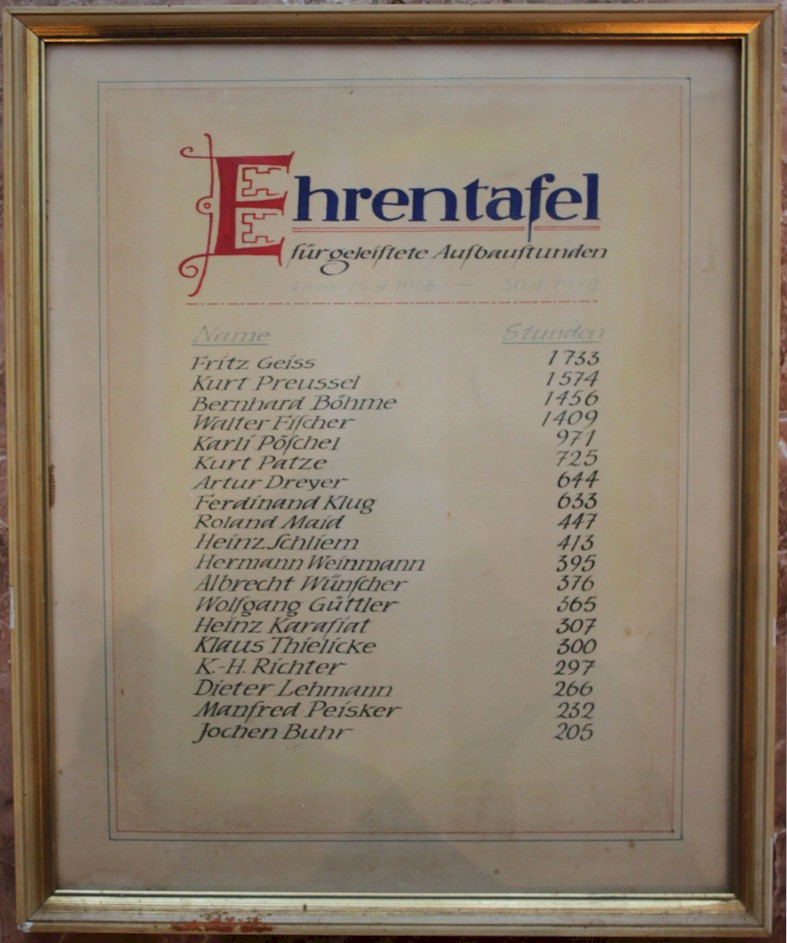 Ehrentafel
für geleiſtete Aufbauſtunden
Name Stunden
Fritz Geiss 1733
Kurt Preussel 1574
Bernhard Böhme 1456
Walter Fiſcher 1409
Karli Pöſchel 971
Kurt Patze 725
Artur Dreyer 644
Ferdinand Klug 633
Roland Maid 447
Heinz Schliem 413
Hermann Weinmann 395
Albrecht Wünſcher 376
Wolfgang Güttler 365
Heinz Karaſiat 307
Klaus Thielicke 300
K.-H. Richter 297
Dieter Lehmann 266
Manfred Peisker 232
Jochen Buhr 205